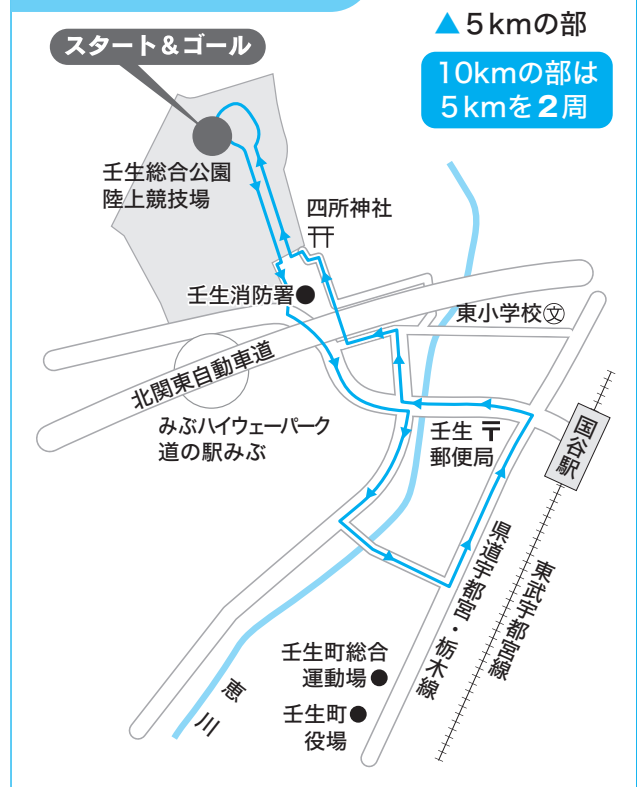 ▲5kmの部
10kmの部は
5kmを2周
スタート&ゴール
壬生総合公園
陸上競技場
四所神社
壬生消防署●
東小学校文
北関東自動車道
みぶハイウェーパーク
道の駅みぶ
壬生〒
郵便局
国谷駅
県道宇都宮・栃木線
東武宇都宮線
壬生町総合
運動場●
壬生町●
役場
恵川